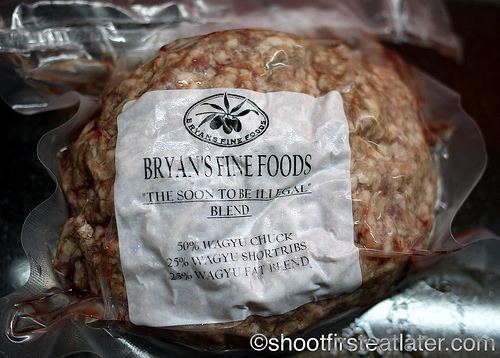 BRYAN'S FINE FOODS
BRYAN'S FINE FOODS
"THE SOON TO BE ILLEGAL"
BLEND
50% WAGYU CHUCK
25% WAGYU SHORTRIBS
25% WAGYU FAT BLEND
©shootfirsteatlater.com